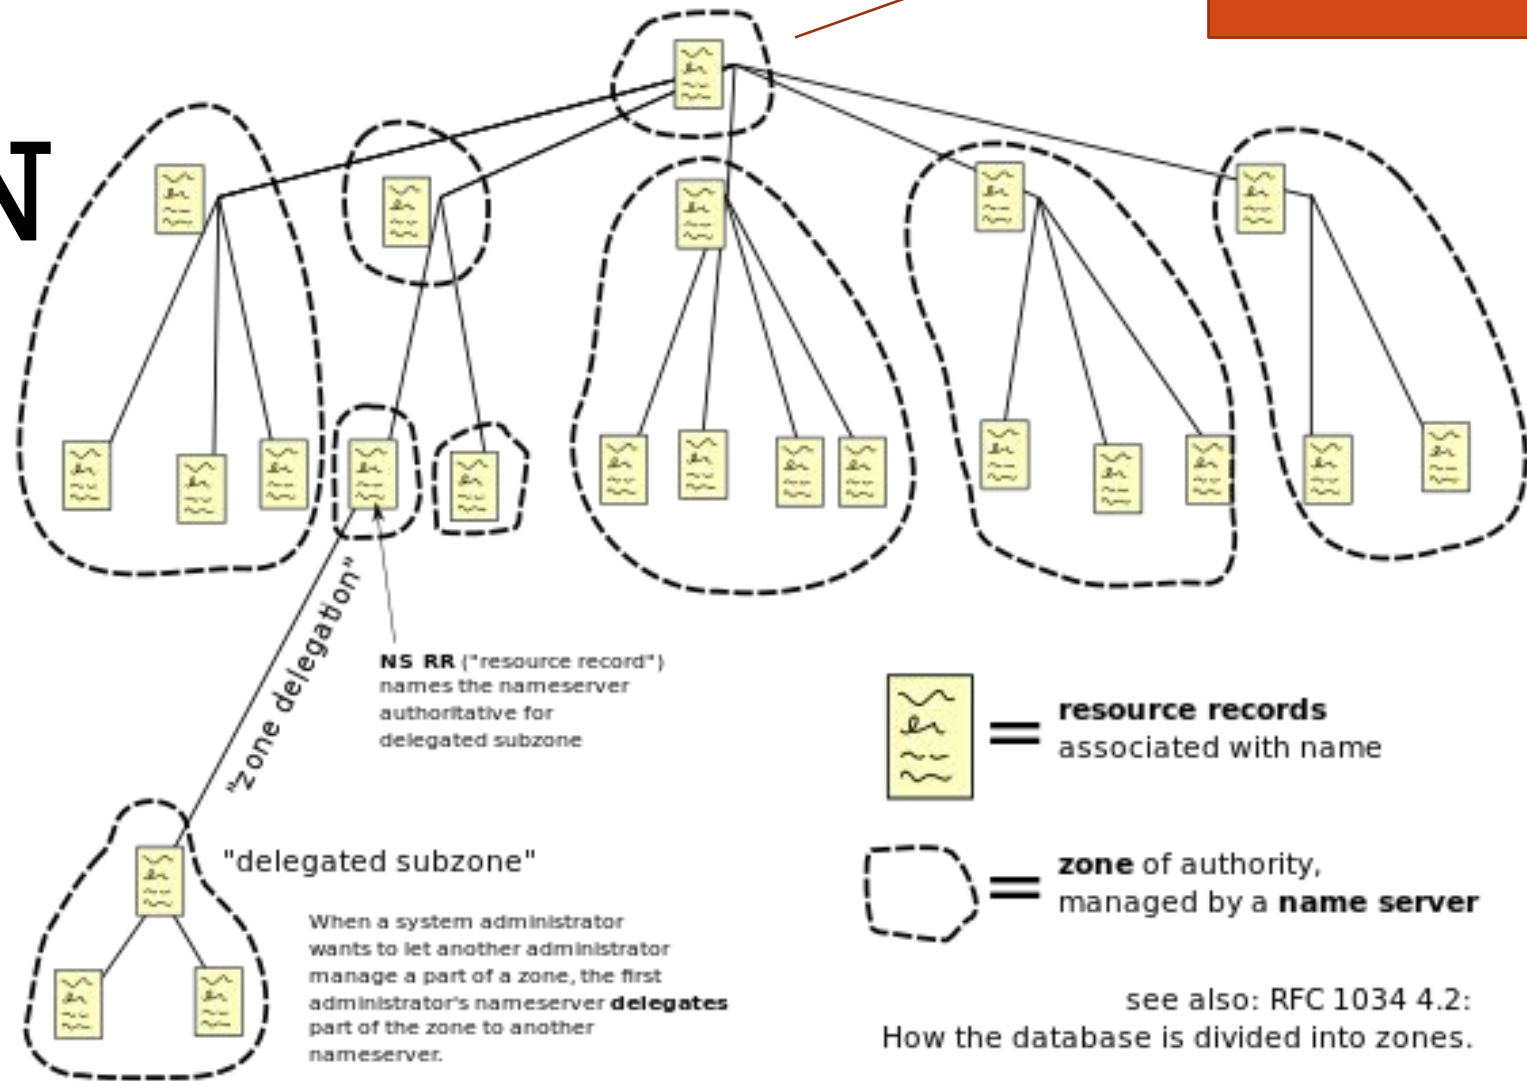 N
"zone delegation"
NS RR ("resource record")
names the nameserver
authoritative for
delegated subzone
resource records
associated with name
"delegated subzone"
zone of authority,
managed by a name server
When a system administrator
wants to let another administrator
manage a part of a zone, the first
administrator's nameserver delegates
part of the zone to another
nameserver.
see also: RFC 1034 4.2:
How the database is divided into zones.